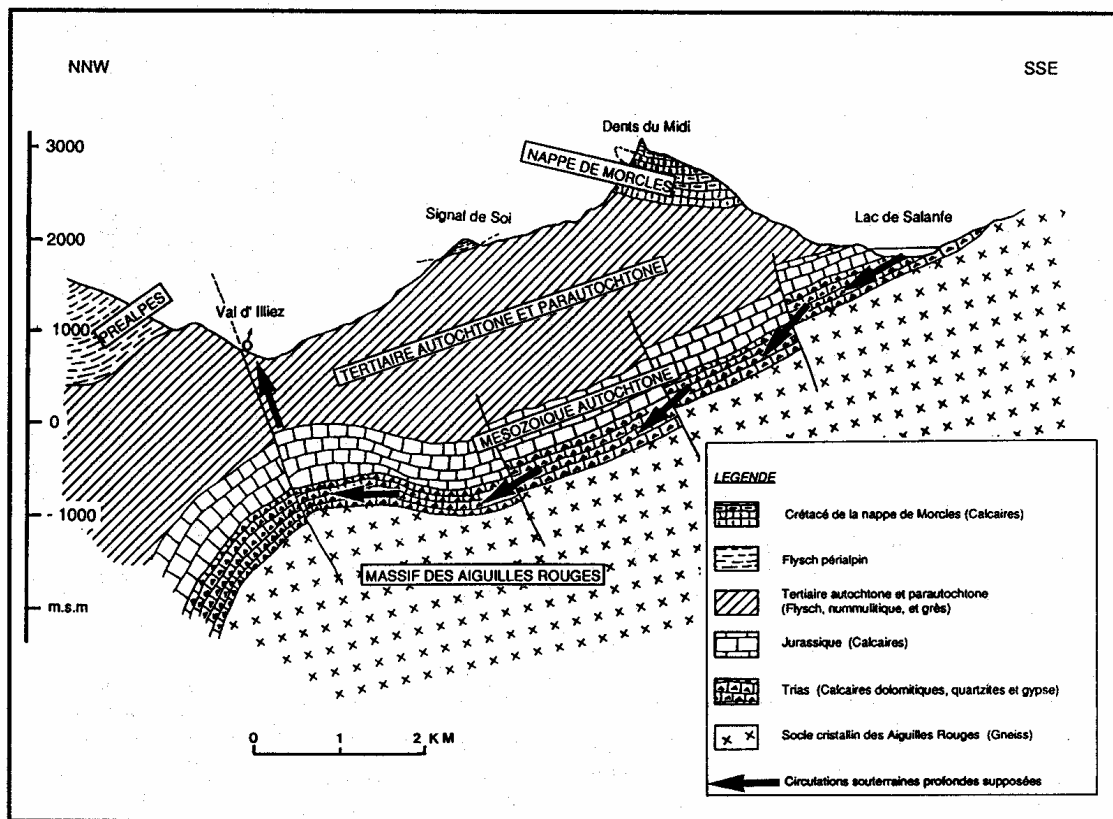 NNW
SSE
3000
2000
1000
0
- 1000
m.s.m
Dents du Midi
NAPPE DE MORCLES
Signal de Soi
Lac de Salanfe
PREALPES
Val d' Illiez
TERTIAIRE AUTOCHTONE ET PARAUTOCHTONE
MESOZOIQUE AUTOCHTONE
MASSIF DES AIGUILLES ROUGES
0 1 2 KM
LEGENDE
Crétacé de la nappe de Morcles (Calcaires)
Flysch périalpin
Tertiaire autochtone et parautochtone
(Flysch, nummulitique, et grès)
Jurassique (Calcaires)
Trias (Calcaires dolomitiques, quartzites et gypse)
Socle cristallin des Aiguilles Rouges (Gneiss)
Circulations souterraines profondes supposées